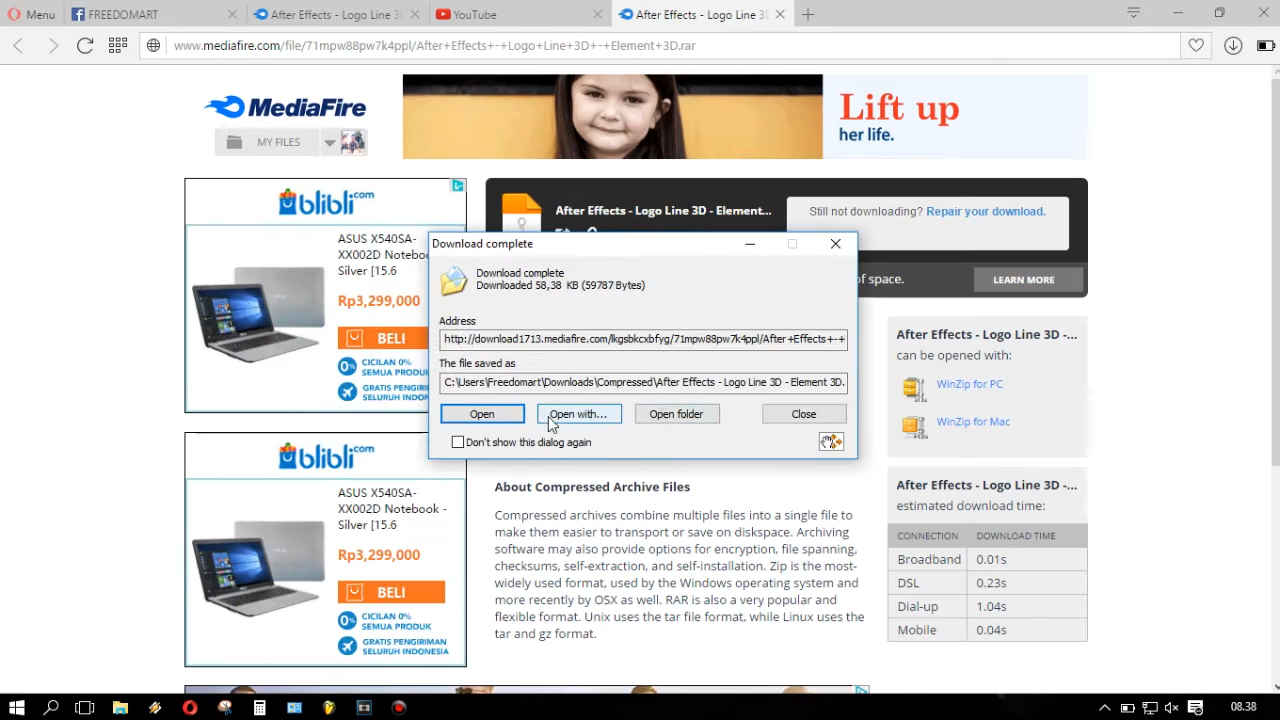 Menu
FREEDOMART
After Effects - Logo Line 3D -
YouTube
After Effects - Logo Line 3D -
www.mediafire.com/file/71mpw88pw7k4ppl/After+Effects+-+Logo+Line+3D+-+Element+3D.rar
MediaFire
MY FILES
Lift up
her life.
blibli.com
ASUS X540SA-
XX002D Notebook
Silver [15.6
Rp3,299,000
BELI
CICILAN 0%
SEMUA PRODUK
GRATIS PENGIRIMAN
SELURUH INDONESIA
After Effects - Logo Line 3D - Element...
Still not downloading? Repair your download.
of space.
LEARN MORE
Download complete
Download complete
Downloaded 58,38 KB (59787 Bytes)
Address
http://download1713.mediafire.com/lkgsbkcxbfyg/71mpw88pw7k4ppl/After+Effects+-+
The file saved as
C:\Users\Freedomart\Downloads\Compressed\After Effects - Logo Line 3D - Element 3D.
Open
Open with...
Open folder
Close
Don't show this dialog again
After Effects - Logo Line 3D -...
can be opened with:
WinZip for PC
WinZip for Mac
blibli.com
ASUS X540SA-
XX002D Notebook -
Silver [15.6
Rp3,299,000
BELI
0%
CICILAN 0%
SEMUA PRODUK
GRATIS PENGIRIMAN
SELURUH INDONESIA
About Compressed Archive Files
Compressed archives combine multiple files into a single file to
make them easier to transport or save on diskspace. Archiving
software may also provide options for encryption, file spanning,
checksums, self-extraction, and self-installation. Zip is the most-
widely used format, used by the Windows operating system and
more recently by OSX as well. RAR is also a very popular and
flexible format. Unix uses the tar file format, while Linux uses the
tar and gz format.
After Effects - Logo Line 3D -...
estimated download time:
CONNECTION DOWNLOAD TIME
Broadband 0.01s
DSL 0.23s
Dial-up 1.04s
Mobile 0.04s
08.38